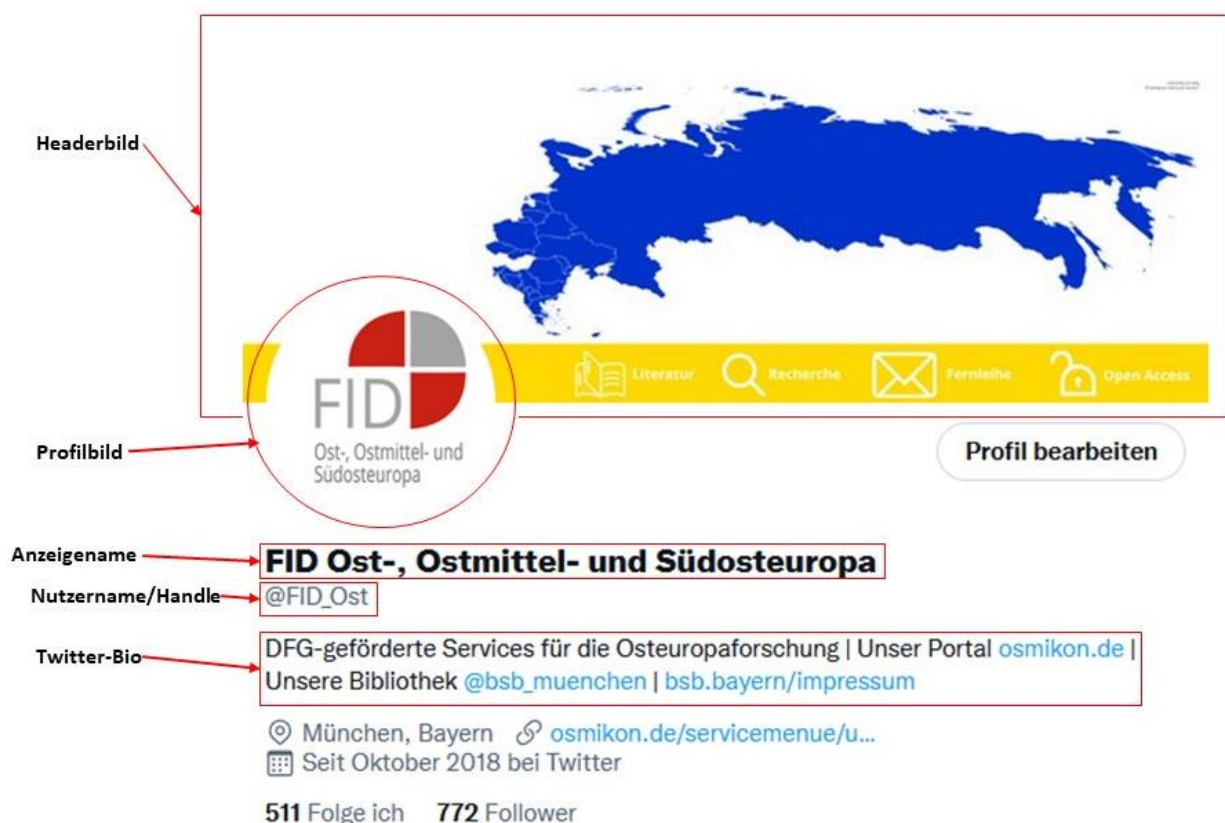 Headerbild
Literatur
Recherche
Fernleihe
Open Access
FID
Ost-, Ostmittel- und
Südosteuropa
Profilbild
Profil bearbeiten
Anzeigename
FID Ost-, Ostmittel- und Südosteuropa
Nutzername/Handle
@FID_Ost
Twitter-Bio
DFG-geförderte Services für die Osteuropaforschung | Unser Portal osmikon.de |
Unsere Bibliothek @bsb_muenchen | bsb.bayern/impressum
München, Bayern osmikon.de/servicemenue/u...
Seit Oktober 2018 bei Twitter
511 Folge ich 772 Follower